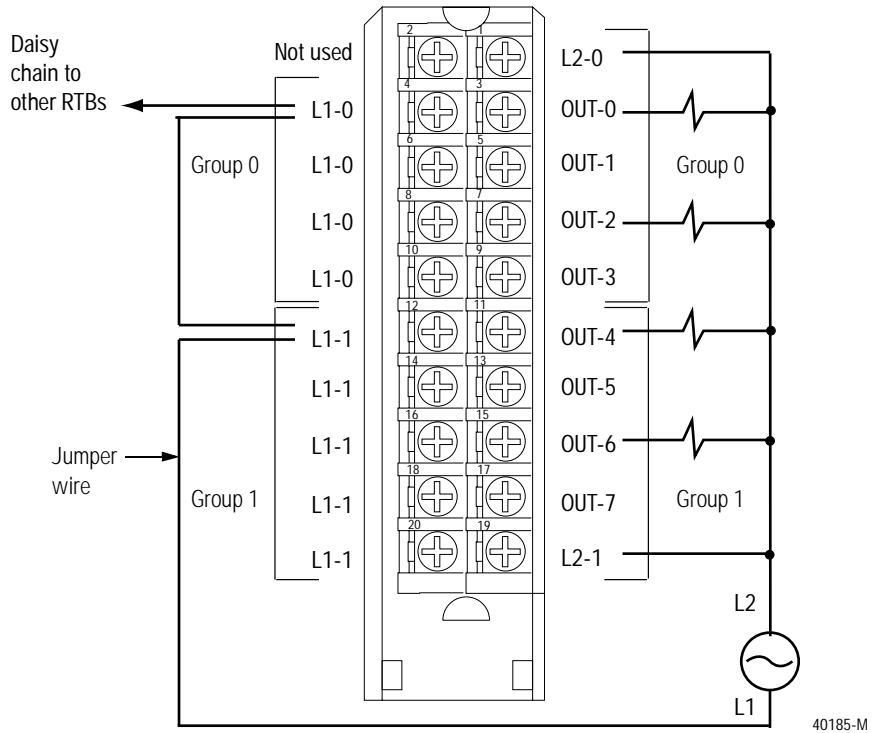 Daisy
chain to
other RTBs
Not used
L1-0
L1-0
L1-0
L1-0
Group 0
L1-1
L1-1
L1-1
L1-1
L1-1
Group 1
Jumper
wire
2 1
4 3
6 5
8 7
10 9
12 11
14 13
16 15
18 17
20 19
L2-0
OUT-0
OUT-1
OUT-2
OUT-3
Group 0
OUT-4
OUT-5
OUT-6
OUT-7
L2-1
Group 1
L2
L1
40185-M